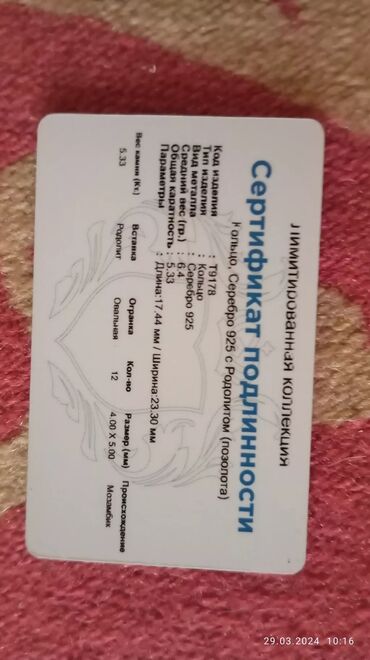 Лимитированная коллекция
Сертификат подлинности
Кольцо, Серебро 925 с Родолитом (позолота)
Код изделия : T9178
Тип изделия : Кольцо
Вид металла : Серебро 925
Средний вес (гр.) : 6.4
Общая каратность : 5.33
Параметры : Длина:17.44 мм / Ширина:23.30 мм
Вес камня (Кт.) Вставка Огранка Кол-во Размер (мм) Происхождение
5.33 Родолит Овальная 12 4.00 X 5.00 Мозамбик
29.03.2024 10:16